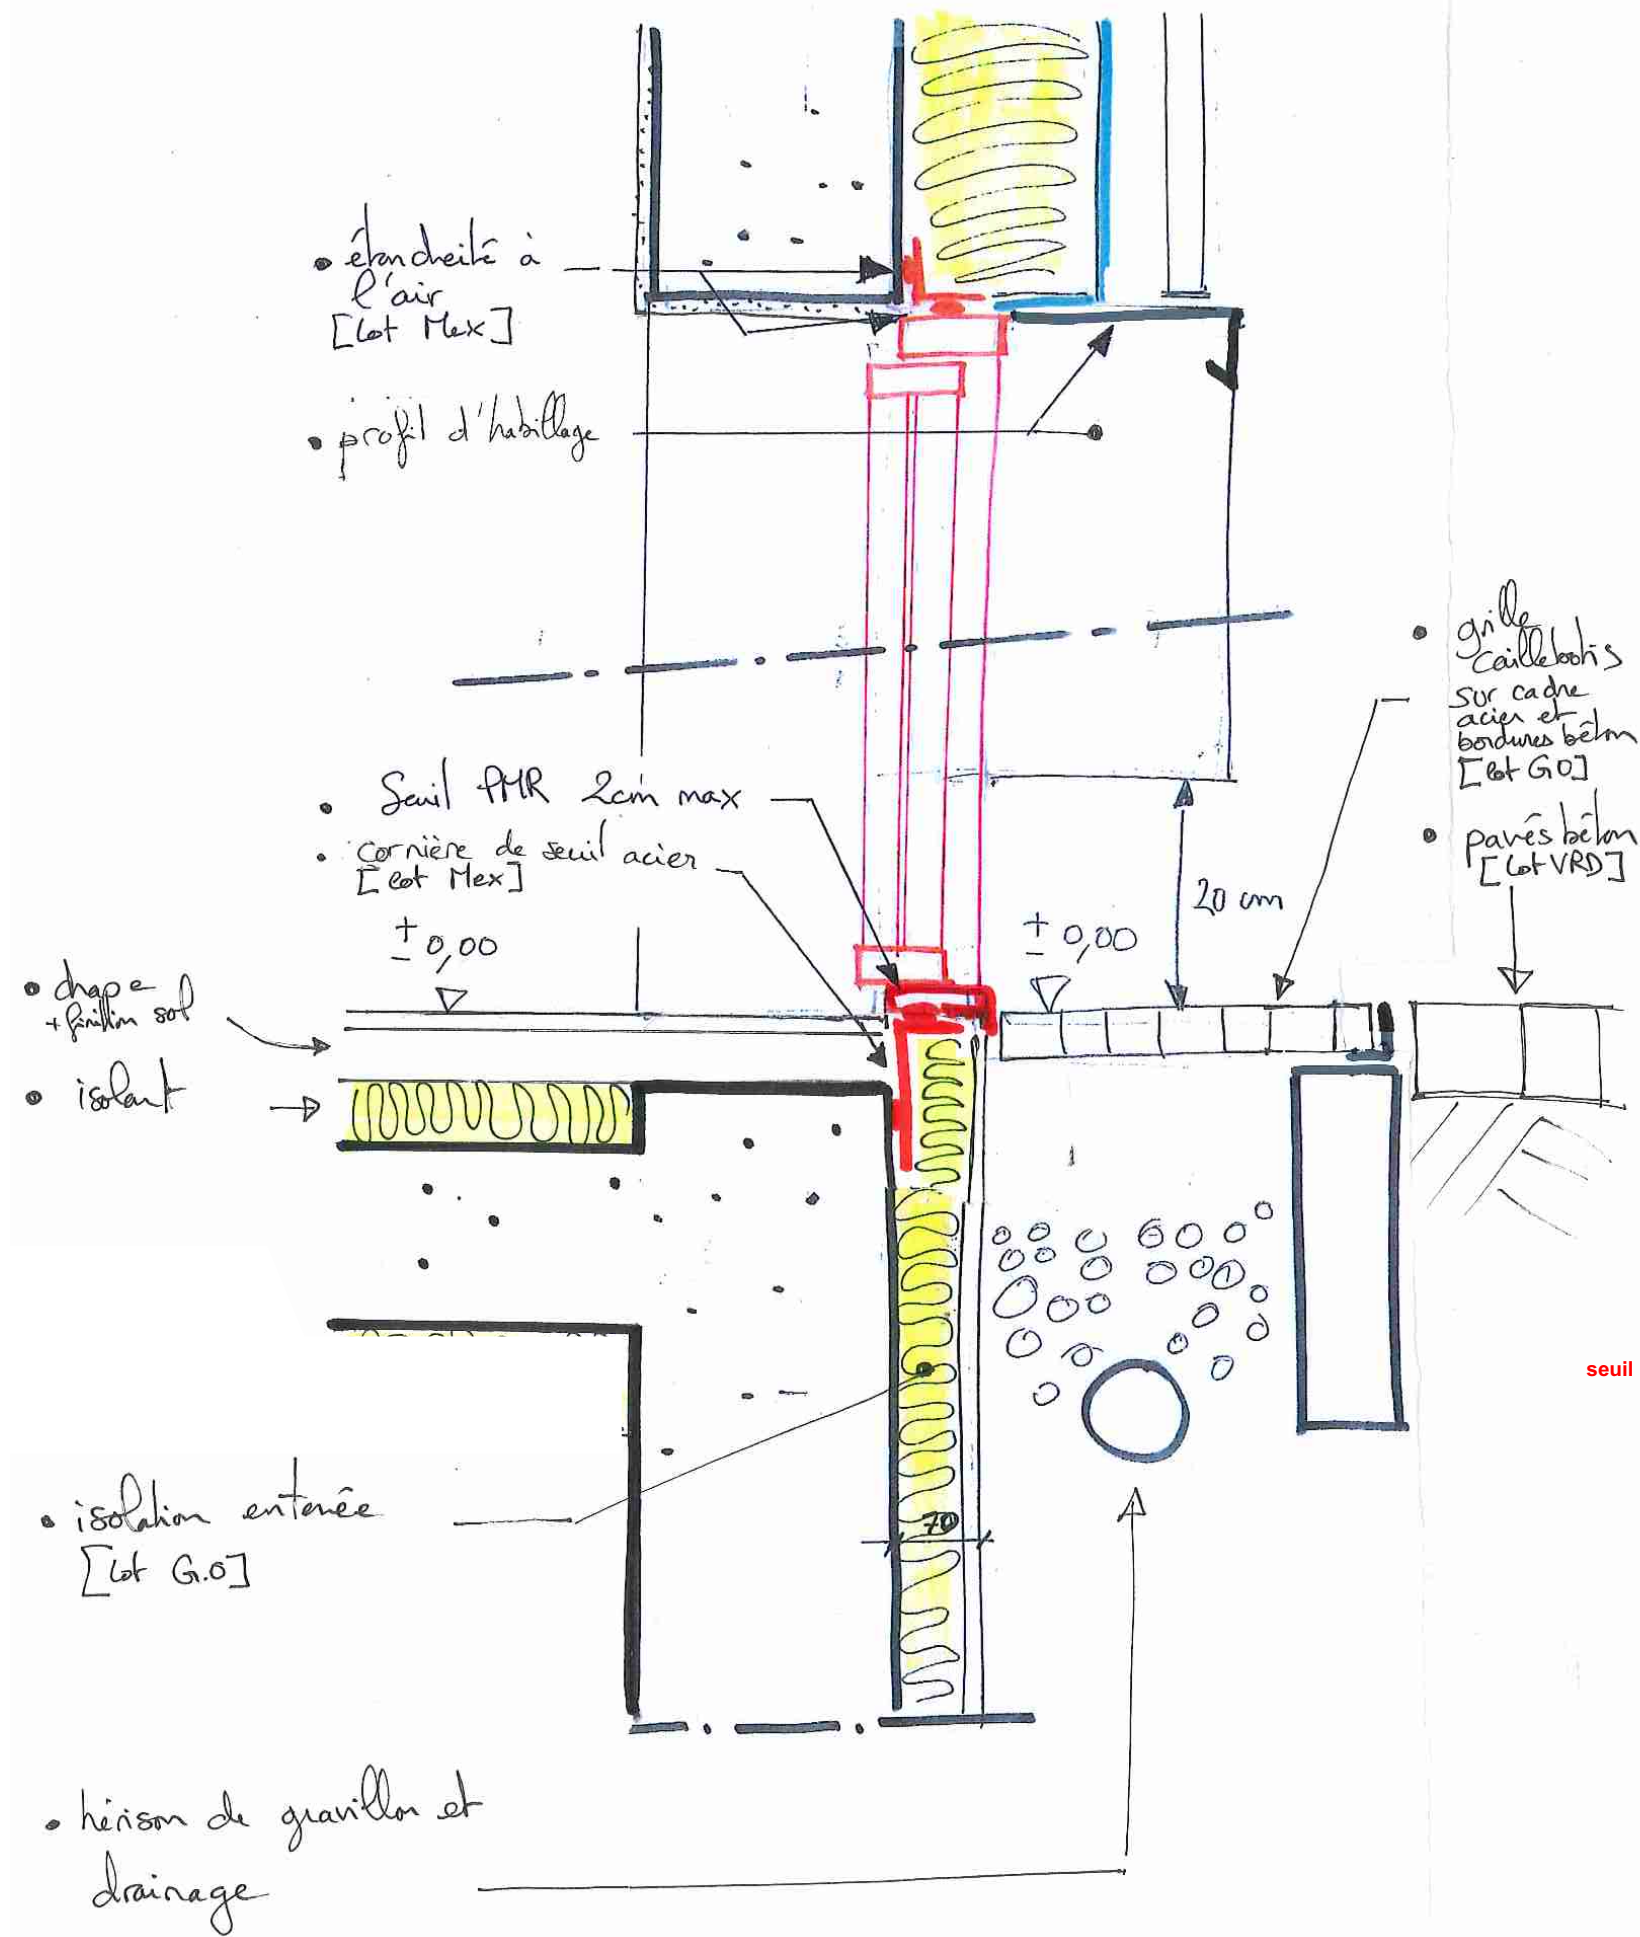 • étancheité à
l'air
[Lot Mex]
• profil d'habillage
• grille
caillebotis
sur cadre
acier et
bordures béton
[lot GO]
• Seuil PMR 2cm max
• cornière de seuil acier
[lot Mex]
• pavés béton
[Lot VRD]
20 cm
± 0,00
± 0,00
• chape
+ finition sol
• isolant
seuil
• isolation enterrée
[Lot G.O]
70
• hérisson de gravillon et
drainage